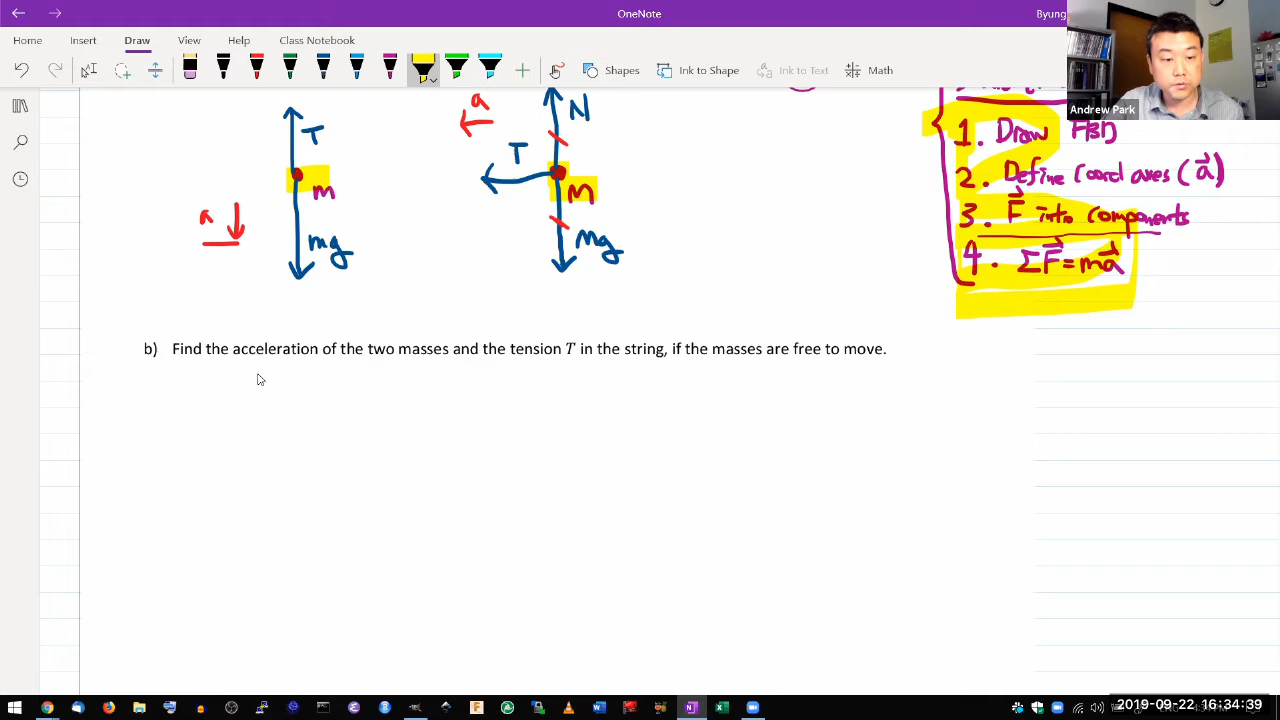 OneNote
Byung
Home Insert Draw View Help Class Notebook
Shapes Ink to Shape Ink to Text Math
Andrew Park
T
m
mg
a
a
N
T
M
Mg
1. Draw FBD
2. Define coord axes (a)
3. F into components
4. ΣF = ma
b) Find the acceleration of the two masses and the tension T in the string, if the masses are free to move.
2019-09-22 16:34:39